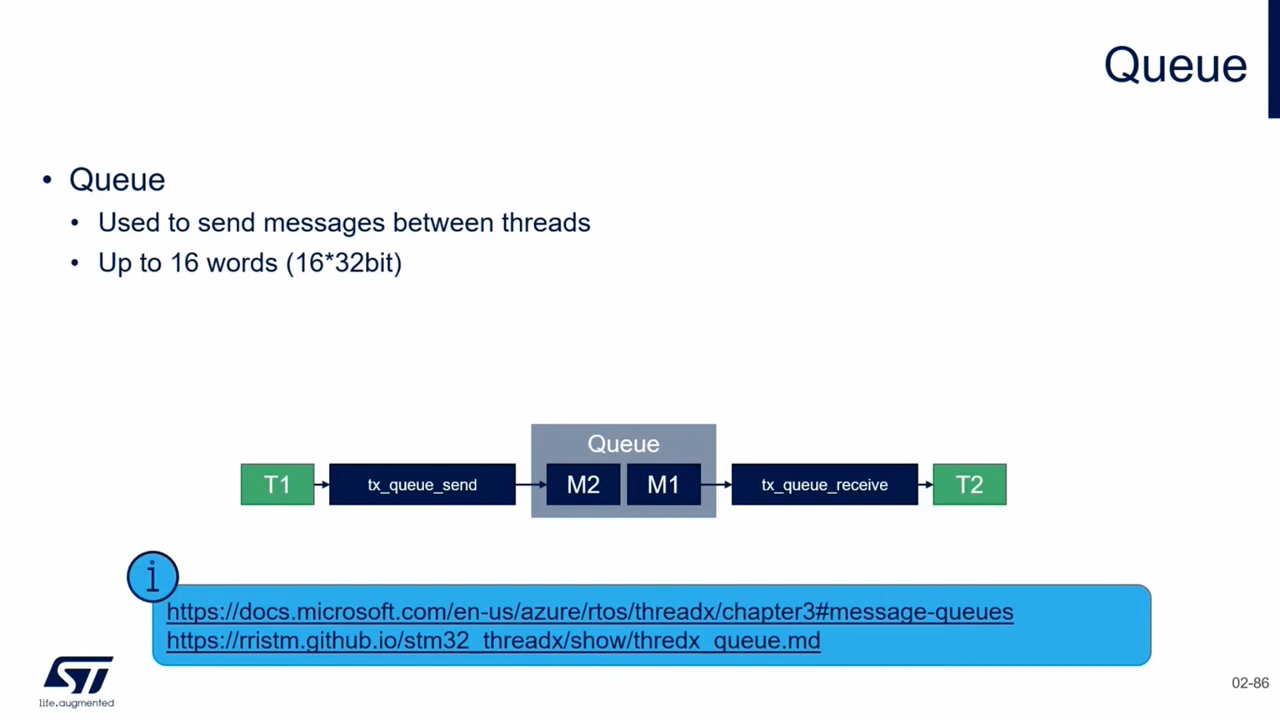 Queue
• Queue
• Used to send messages between threads
• Up to 16 words (16*32bit)
Queue
T1
tx_queue_send
M2
M1
tx_queue_receive
T2
i
https://docs.microsoft.com/en-us/azure/rtos/threadx/chapter3#message-queues
https://rristm.github.io/stm32_threadx/show/thredx_queue.md
ST
life.augmented
02-86